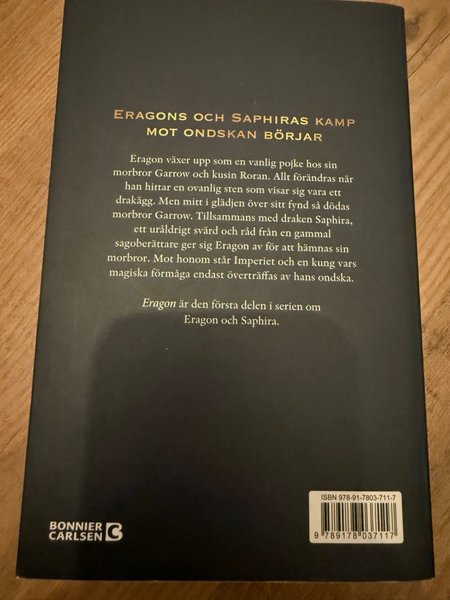 ERAGONS OCH SAPHIRAS KAMP
MOT ONDSKAN BÖRJAR
Eragon växer upp som en vanlig pojke hos sin
morbror Garrow och kusin Roran. Allt förändras när
han hittar en ovanlig sten som visar sig vara ett
drakägg. Men mitt i glädjen över sitt fynd så dödas
morbror Garrow. Tillsammans med draken Saphira,
ett uråldrigt svärd och råd från en gammal
sagoberättare ger sig Eragon av för att hämnas sin
morbror. Mot honom står Imperiet och en kung vars
magiska förmåga endast överträffas av hans ondska.
Eragon är den första delen i serien om
Eragon och Saphira.
ISBN 978-91-7803-711-7
9 789178 037117
BONNIER
CARLSEN